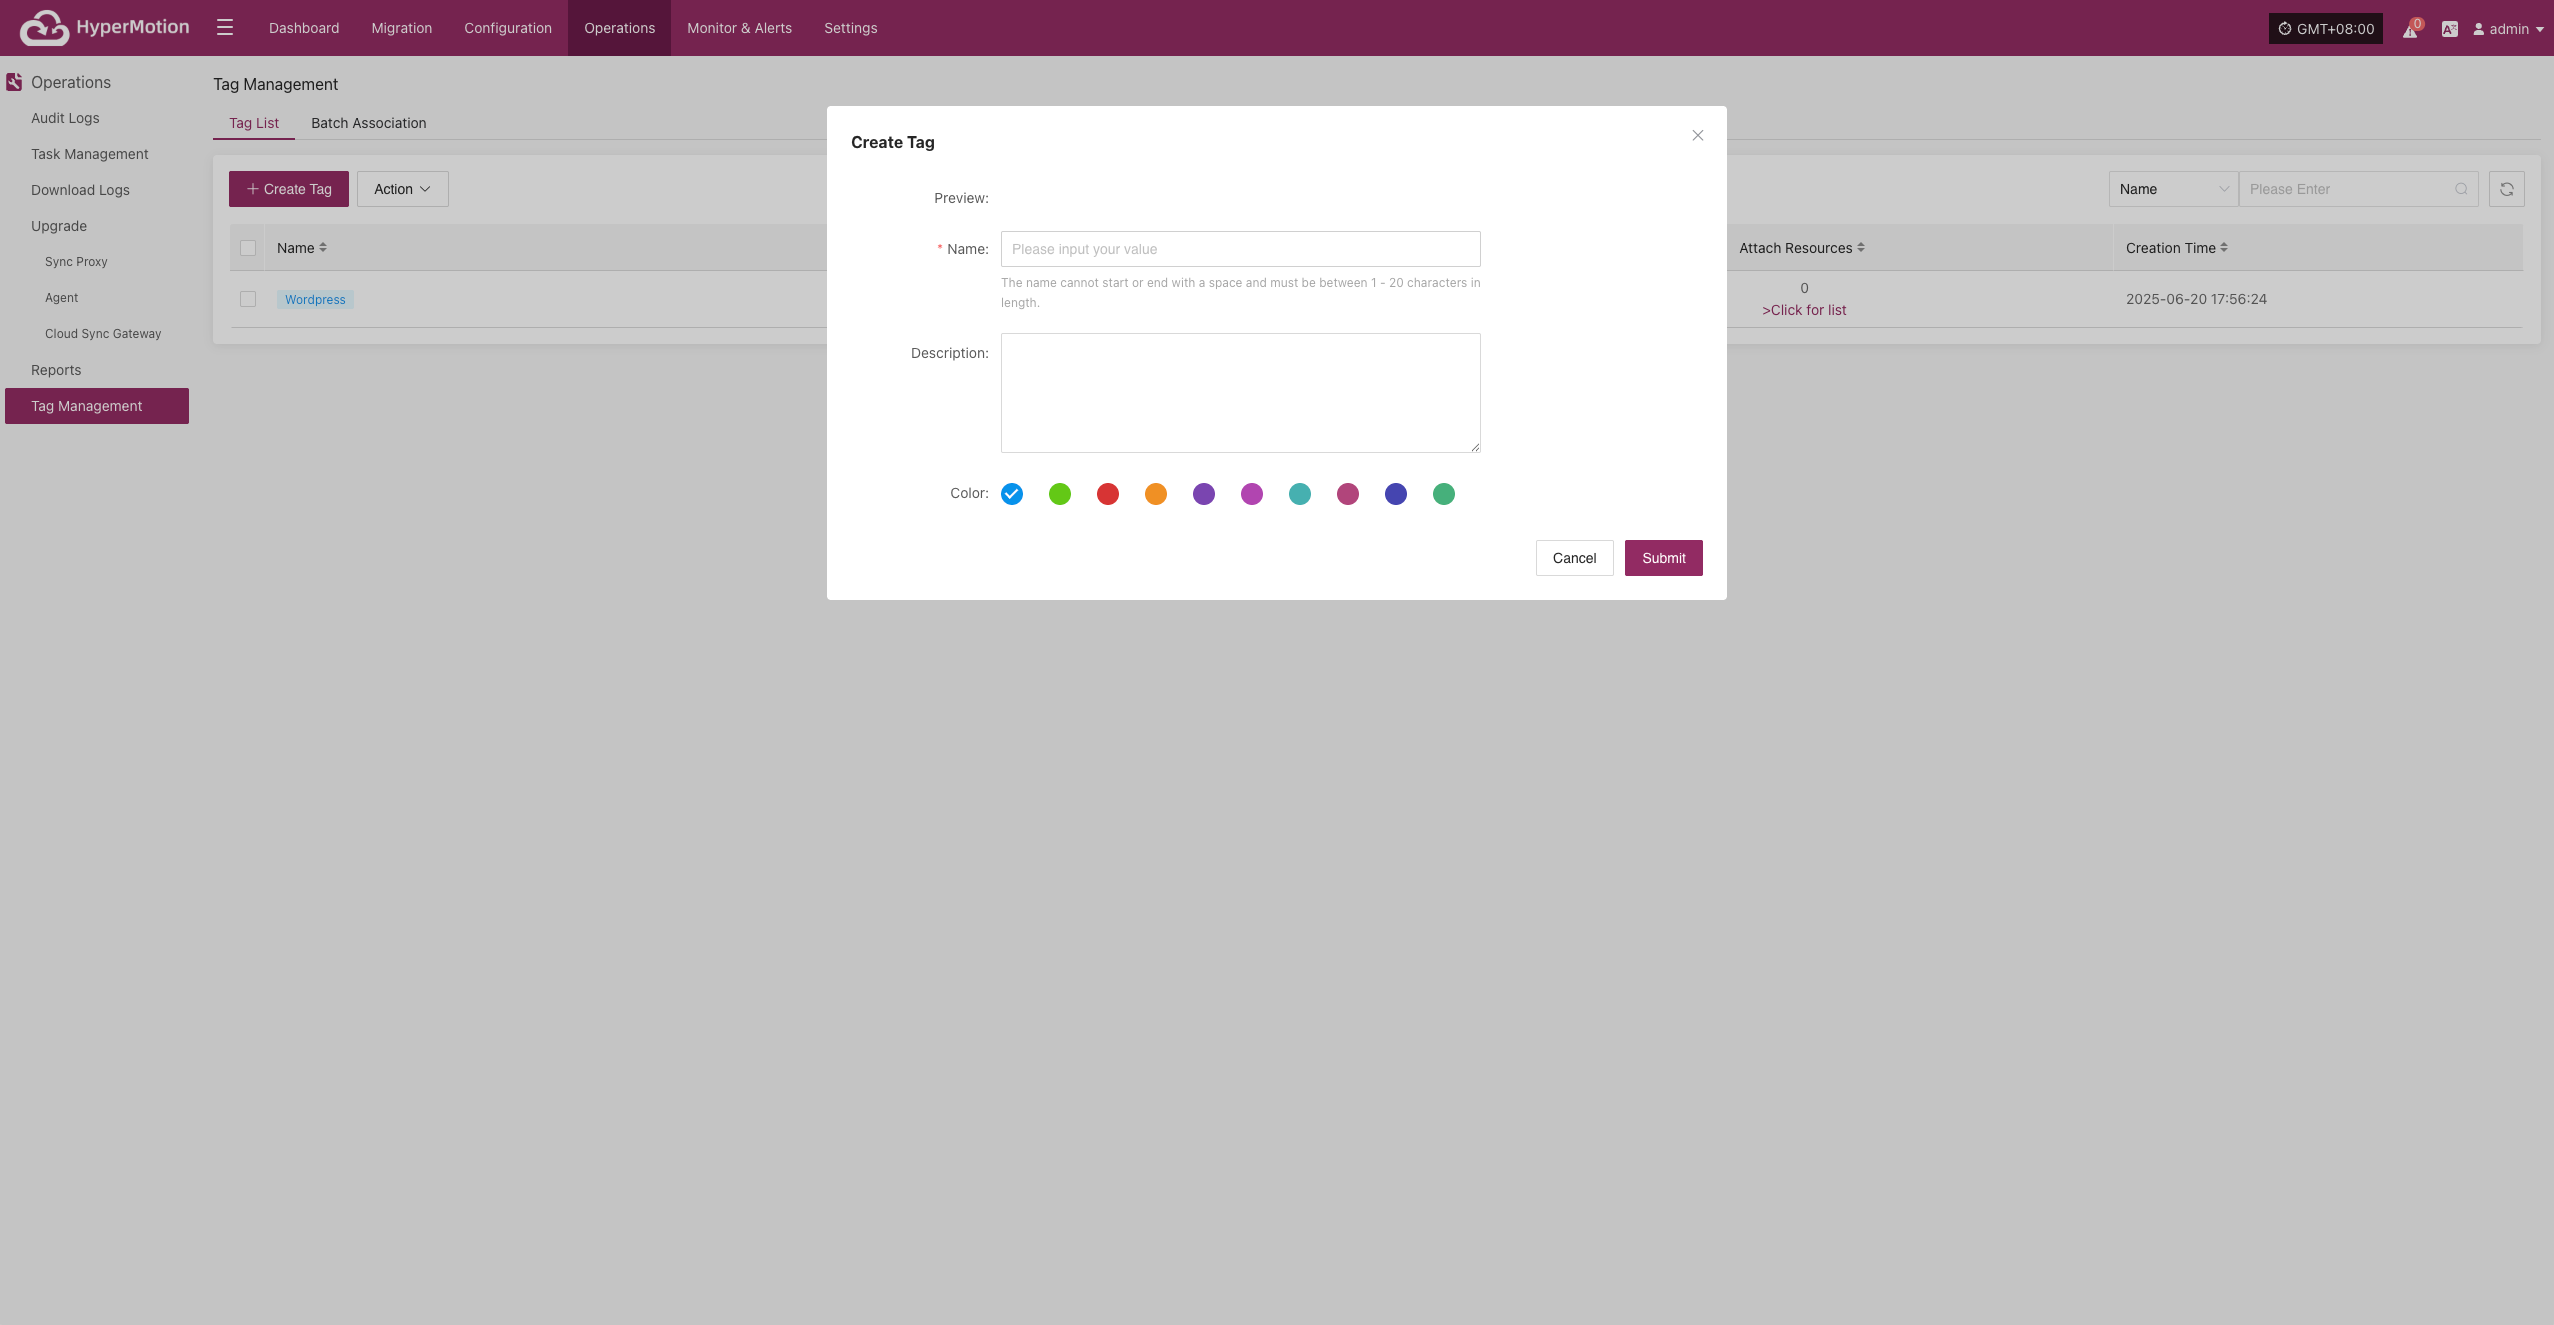 HyperMotion
Dashboard
Migration
Configuration
Operations
Monitor & Alerts
Settings
GMT+08:00
0
admin
Operations
Audit Logs
Task Management
Download Logs
Upgrade
Sync Proxy
Agent
Cloud Sync Gateway
Reports
Tag Management
Tag Management
Tag List
Batch Association
Create Tag
Action
Name
Please Enter
Name
Attach Resources
Creation Time
Wordpress
0
>Click for list
2025-06-20 17:56:24
Create Tag
Preview:
* Name:
Please input your value
The name cannot start or end with a space and must be between 1 - 20 characters in
length.
Description:
Color:
Cancel
Submit